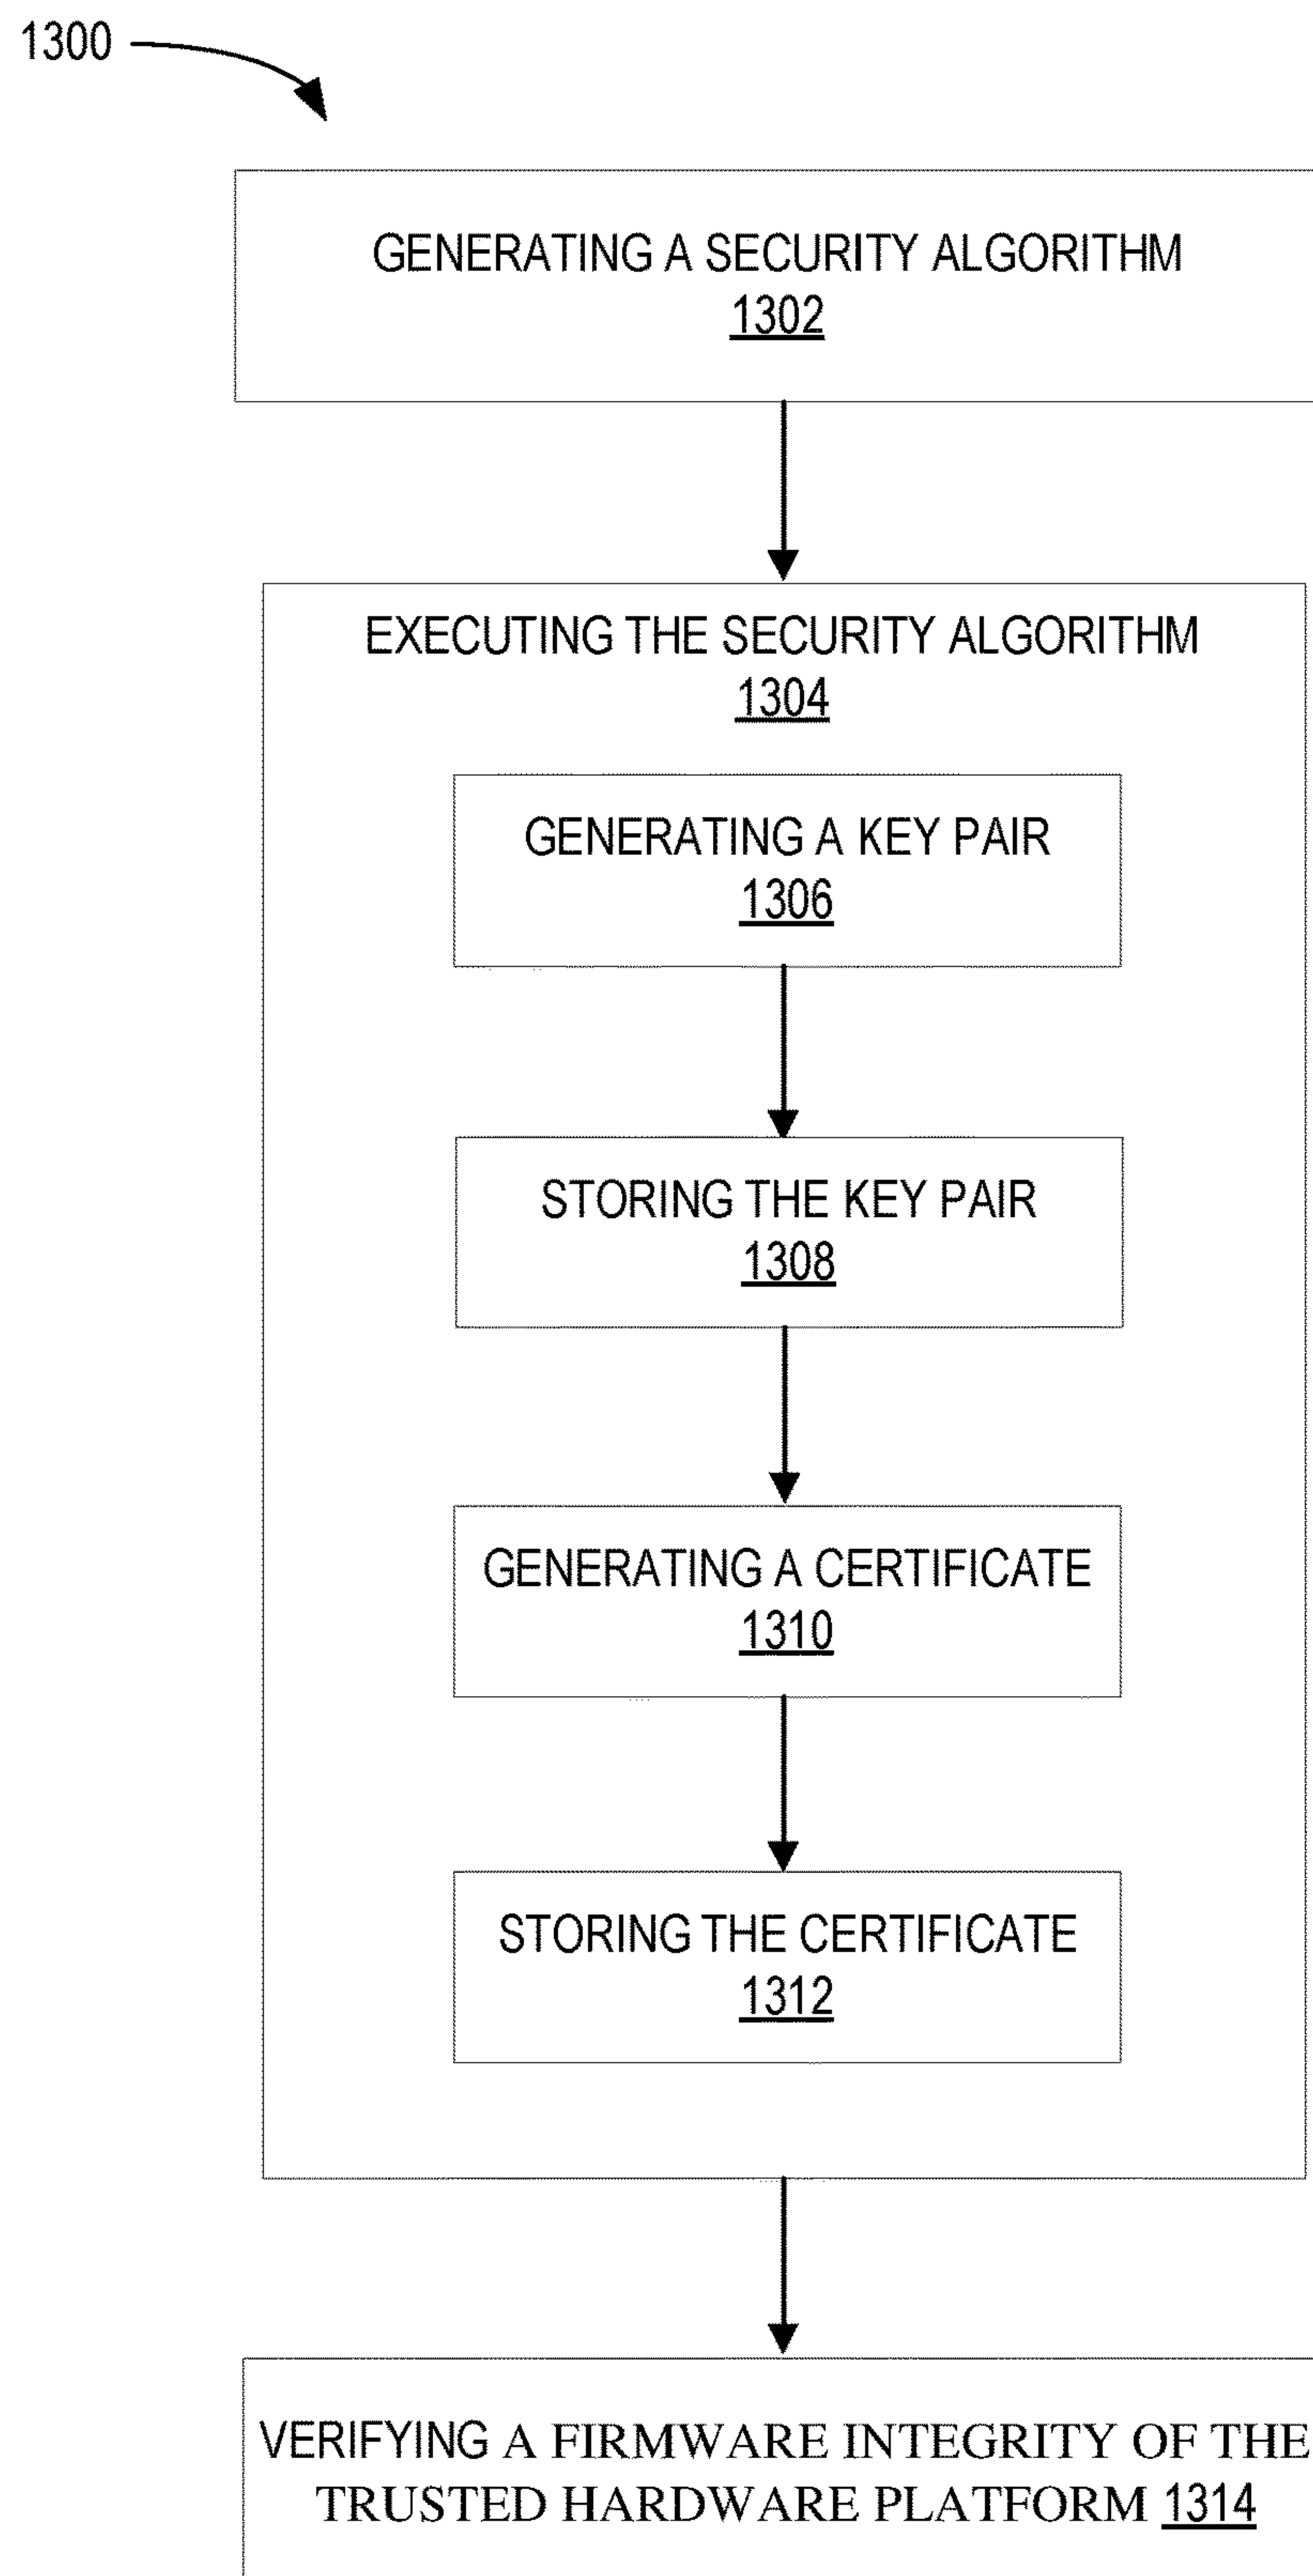 1300
GENERATING A SECURITY ALGORITHM
1302
EXECUTING THE SECURITY ALGORITHM
1304
GENERATING A KEY PAIR
1306
STORING THE KEY PAIR
1308
GENERATING A CERTIFICATE
1310
STORING THE CERTIFICATE
1312
VERIFYING A FIRMWARE INTEGRITY OF THE
TRUSTED HARDWARE PLATFORM 1314